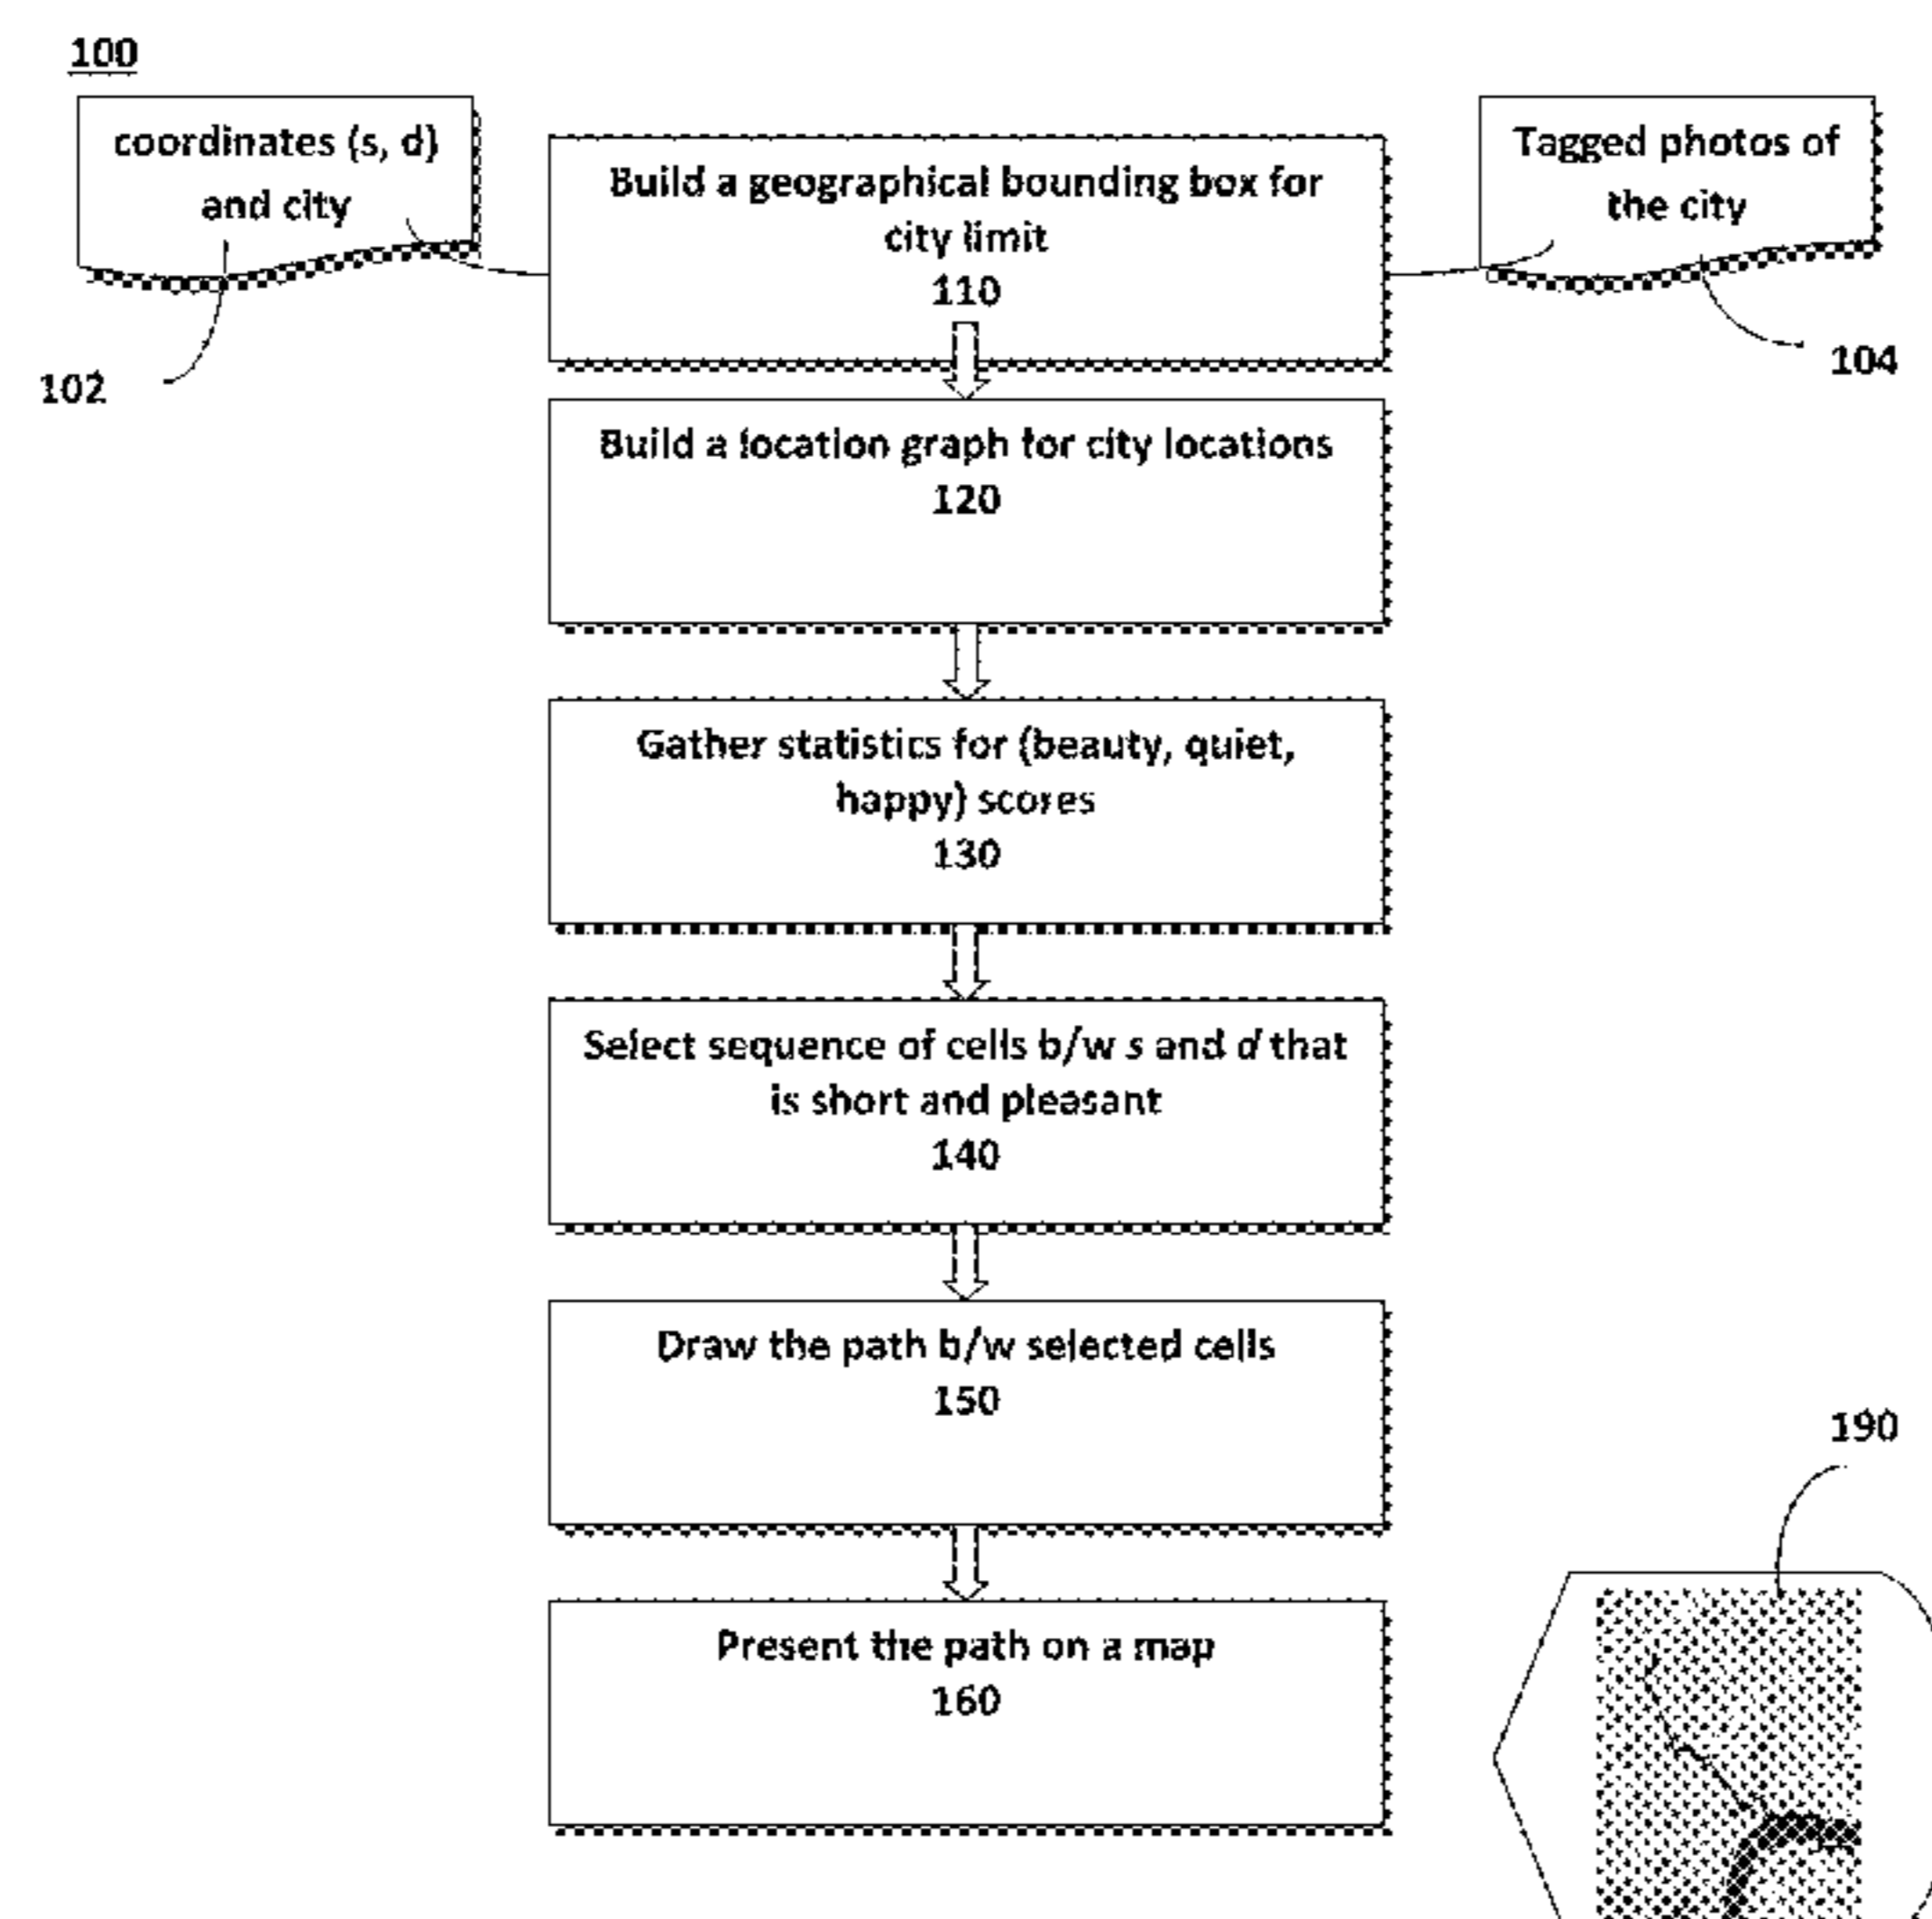 100
coordinates (s, d)
and city
102
Build a geographical bounding box for
city limit
110
Tagged photos of
the city
104
Build a location graph for city locations
120
Gather statistics for (beauty, quiet,
happy) scores
130
Select sequence of cells b/w s and d that
is short and pleasant
140
Draw the path b/w selected cells
150
190
Present the path on a map
160